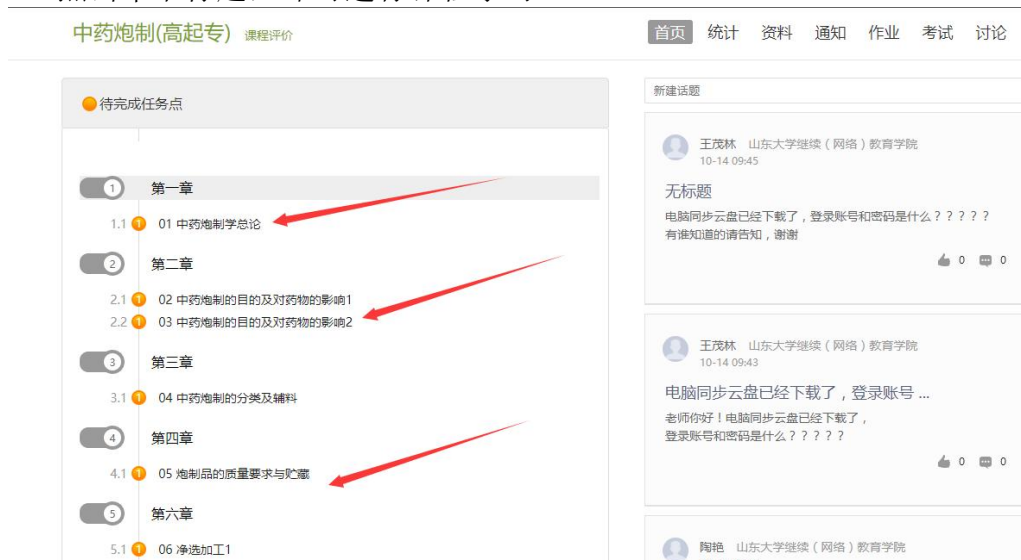 中药炮制(高起专) 课程评价
首页 统计 资料 通知 作业 考试 讨论
待完成任务点
1 第一章
1.1 1 01 中药炮制学总论
2 第二章
2.1 1 02 中药炮制的目的及对药物的影响1
2.2 1 03 中药炮制的目的及对药物的影响2
3 第三章
3.1 1 04 中药炮制的分类及辅料
4 第四章
4.1 1 05 炮制品的质量要求与贮藏
5 第六章
5.1 1 06 净选加工1
新建话题
王茂林 山东大学继续（网络）教育学院
10-14 09:45
无标题
电脑同步云盘已经下载了，登录账号和密码是什么？？？？？
有谁知道的请告知，谢谢
0 0
王茂林 山东大学继续（网络）教育学院
10-14 09:43
电脑同步云盘已经下载了，登录账号 ...
老师你好！电脑同步云盘已经下载了，
登录账号和密码是什么？？？？？
0 0
陶艳 山东大学继续（网络）教育学院